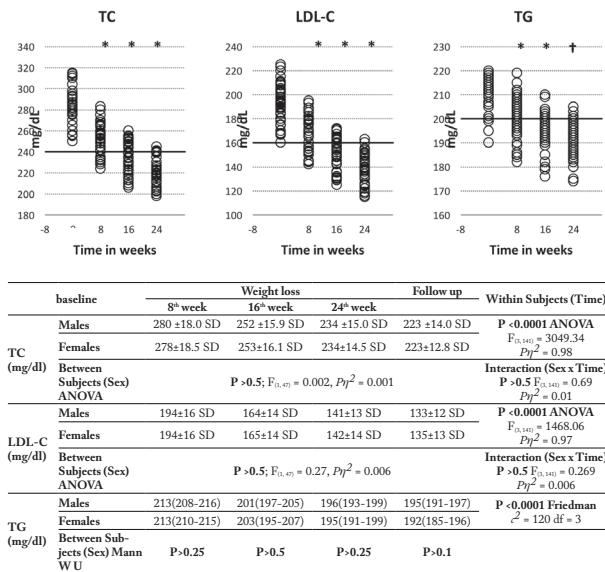 TC
LDL-C
TG
340
320
300
280
260
240
220
200
180
mg/dL
* * *
-8 8 16 24
Time in weeks
240
220
200
180
160
140
120
100
mg/dL
* * *
-8 0 8 16 24
Time in weeks
230
220
210
200
190
180
170
160
mg/dL
* * †
-8 0 8 16 24
Time in weeks
baseline Weight loss Follow up Within Subjects (Time)
8th week 16th week 24th week
TC (mg/dl)
Males 280 ±18.0 SD 252 ±15.9 SD 234 ±15.0 SD 223 ±14.0 SD
Females 278±18.5 SD 253±16.1 SD 234±14.5 SD 223±12.8 SD
P <0.0001 ANOVA
F(3, 141) = 3049.34
Pη² = 0.98
Between Subjects (Sex) ANOVA
P >0.5; F(1, 47) = 0.002, Pη² = 0.001
Interaction (Sex x Time)
P >0.5 F(3, 141) = 0.69
Pη² = 0.01
LDL-C (mg/dl)
Males 194±16 SD 164±14 SD 141±13 SD 133±12 SD
Females 194±16 SD 165±14 SD 142±14 SD 135±13 SD
P <0.0001 ANOVA
F(3, 141) = 1468.06
Pη² = 0.97
Between Subjects (Sex) ANOVA
P >0.5; F(1, 47) = 0.27, Pη² = 0.006
Interaction (Sex x Time)
P >0.5 F(3, 141) = 0.269
Pη² = 0.006
TG (mg/dl)
Males 213(208-216) 201(197-205) 196(193-199) 195(191-197)
Females 213(210-215) 203(195-207) 195(191-199) 192(185-196)
P <0.0001 Friedman
c² = 120 df = 3
Between Sub-
jects (Sex) Mann
W U
P>0.25 P>0.5 P>0.25 P>0.1